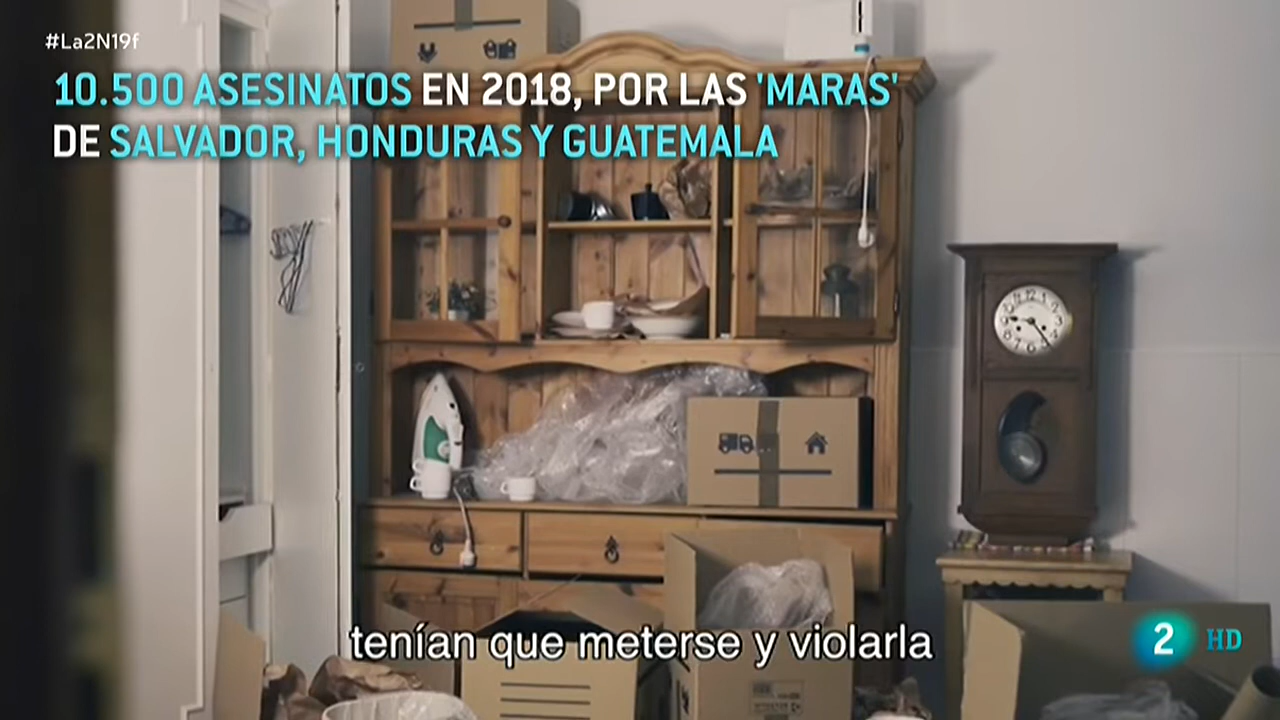 #La2N19f
10.500 ASESINATOS EN 2018, POR LAS 'MARAS'
DE SALVADOR, HONDURAS Y GUATEMALA
tenían que meterse y violarla
2 HD